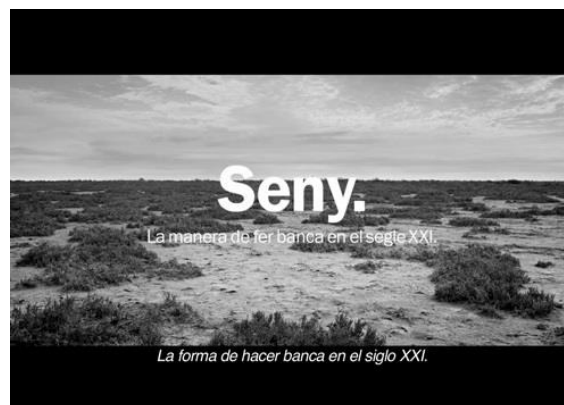 Seny.
La manera de fer banca en el segle XXI.
La forma de hacer banca en el siglo XXI.